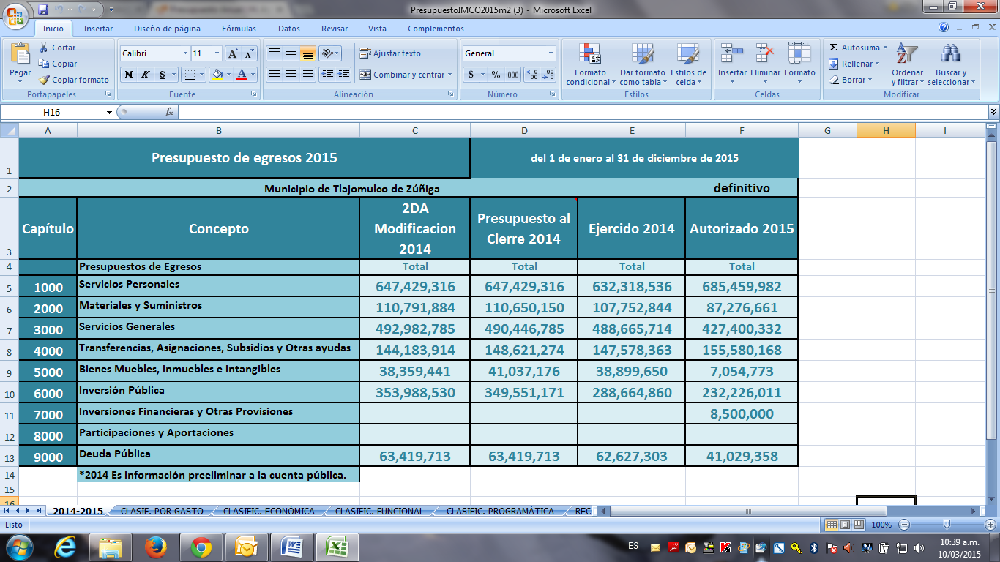 PresupuestoIMCO2015m2 (3) - Microsoft Excel
Inicio Insertar Diseño de página Fórmulas Datos Revisar Vista Complementos
Pegar
Cortar
Copiar
Copiar formato
Portapapeles
Calibri 11
N K S
Fuente
Ajustar texto
Combinar y centrar
Alineación
General
$ % 000
Número
Formato condicional
Dar formato como tabla
Estilos de celda
Estilos
Insertar Eliminar Formato
Celdas
Autosuma
Rellenar
Borrar
Ordenar y filtrar
Buscar y seleccionar
Modificar
H16 fx
A B C D E F G H I
1 Presupuesto de egresos 2015 del 1 de enero al 31 de diciembre de 2015
2 Municipio de Tlajomulco de Zúñiga definitivo
3 Capítulo Concepto 2DA Modificacion 2014 Presupuesto al Cierre 2014 Ejercido 2014 Autorizado 2015
4 Presupuestos de Egresos Total Total Total Total
5 1000 Servicios Personales 647,429,316 647,429,316 632,318,536 685,459,982
6 2000 Materiales y Suministros 110,791,884 110,650,150 107,752,844 87,276,661
7 3000 Servicios Generales 492,982,785 490,446,785 488,665,714 427,400,332
8 4000 Transferencias, Asignaciones, Subsidios y Otras ayudas 144,183,914 148,621,274 147,578,363 155,580,168
9 5000 Bienes Muebles, Inmuebles e Intangibles 38,359,441 41,037,176 38,899,650 7,054,773
10 6000 Inversión Pública 353,988,530 349,551,171 288,664,860 232,226,011
11 7000 Inversiones Financieras y Otras Provisiones 8,500,000
12 8000 Participaciones y Aportaciones
13 9000 Deuda Pública 63,419,713 63,419,713 62,627,303 41,029,358
14 *2014 Es información preeliminar a la cuenta pública.
15
16
2014-2015 CLASIF. POR GASTO CLASIFIC. ECONÓMICA CLASIFIC. FUNCIONAL CLASIFIC. PROGRAMÁTICA REC
Listo 100%
ES 10:39 a.m.
10/03/2015